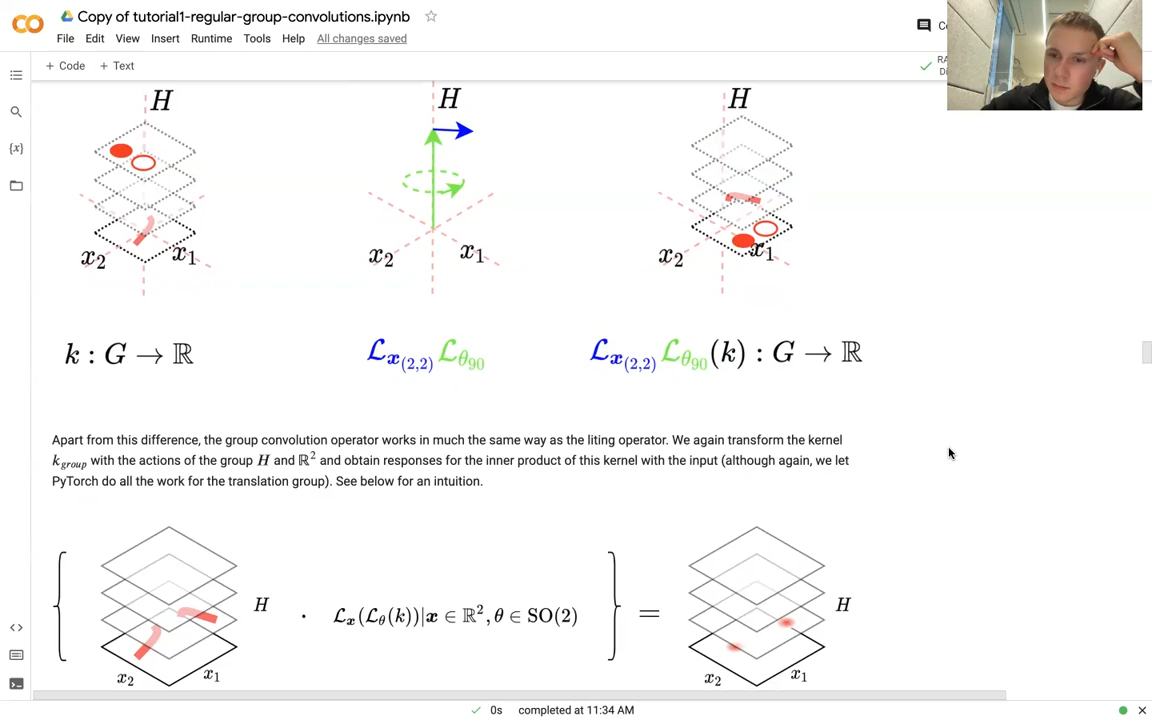 Copy of tutorial1-regular-group-convolutions.ipynb
File Edit View Insert Runtime Tools Help All changes saved
+ Code + Text
H H H
x₂ x₁ x₂ x₁ x₂ x₁
k : G → ℝ 𝓛ₓ₍₂,₂₎𝓛θ₉₀ 𝓛ₓ₍₂,₂₎𝓛θ₉₀(k) : G → ℝ
Apart from this difference, the group convolution operator works in much the same way as the liting operator. We again transform the kernel
k_group with the actions of the group H and ℝ² and obtain responses for the inner product of this kernel with the input (although again, we let
PyTorch do all the work for the translation group). See below for an intuition.
{ H · 𝓛ₓ(𝓛θ(k))|x ∈ ℝ², θ ∈ SO(2) } = H
x₂ x₁ x₂ x₁
0s completed at 11:34 AM